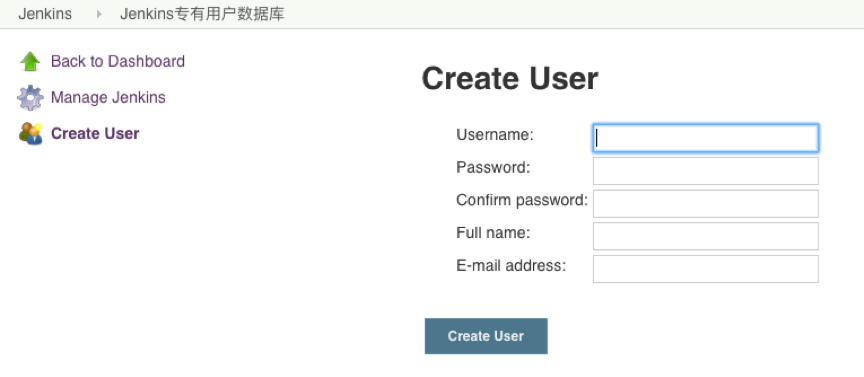 Jenkins Jenkins专有用户数据库
Back to Dashboard
Manage Jenkins
Create User
Create User
Username:
Password:
Confirm password:
Full name:
E-mail address:
Create User